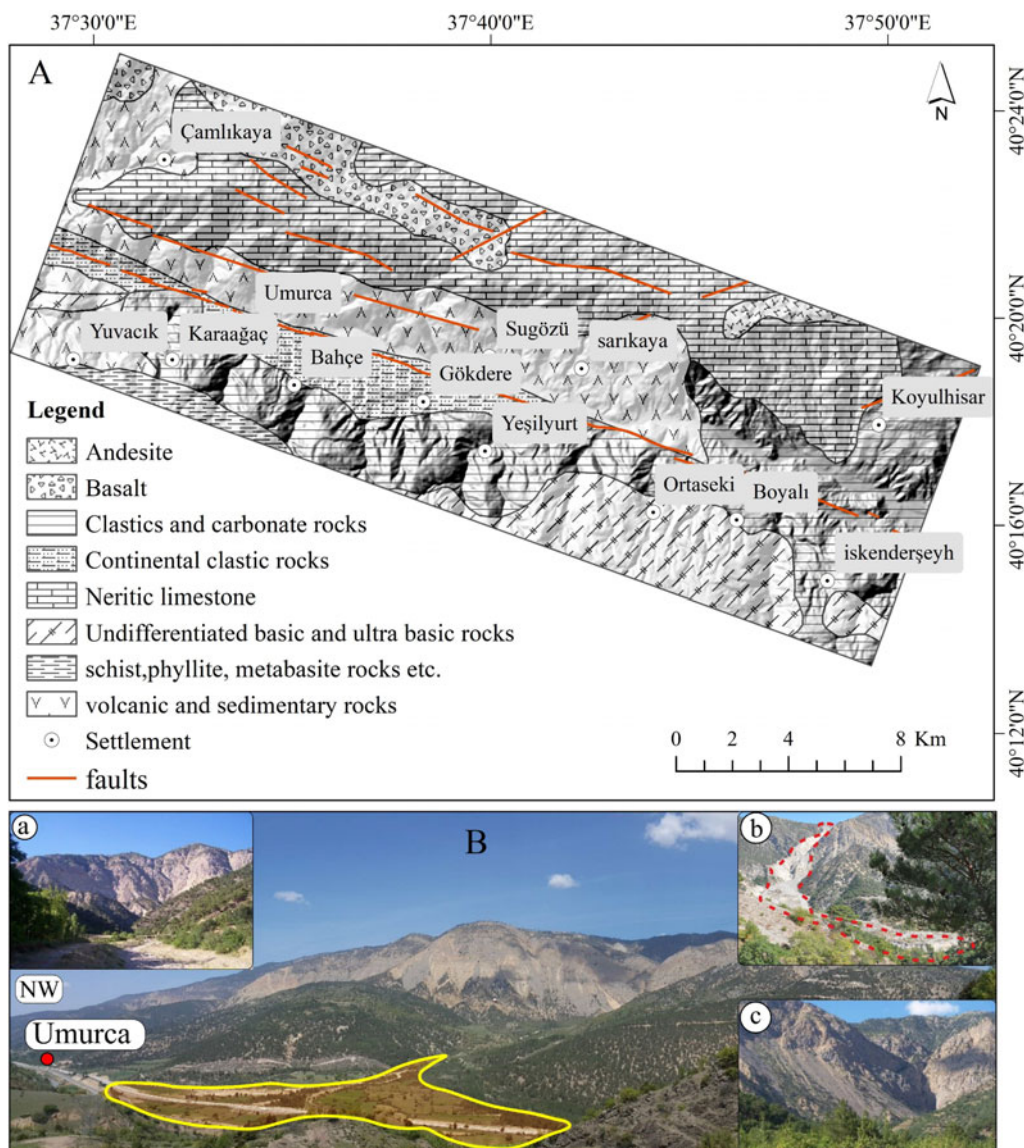 37°30'0"E
37°40'0"E
37°50'0"E
A
N
40°24'0"N
40°20'0"N
40°16'0"N
40°12'0"N
Çamlıkaya
Umurca
Sugözü
sarıkaya
Yuvacık
Karaağaç
Bahçe
Gökdere
Koyulhisar
Yeşilyurt
Ortaseki
Boyalı
iskenderşeyh
Legend
Andesite
Basalt
Clastics and carbonate rocks
Continental clastic rocks
Neritic limestone
Undifferentiated basic and ultra basic rocks
schist,phyllite, metabasite rocks etc.
volcanic and sedimentary rocks
Settlement
faults
0 2 4 8 Km
a
B
b
NW
Umurca
c